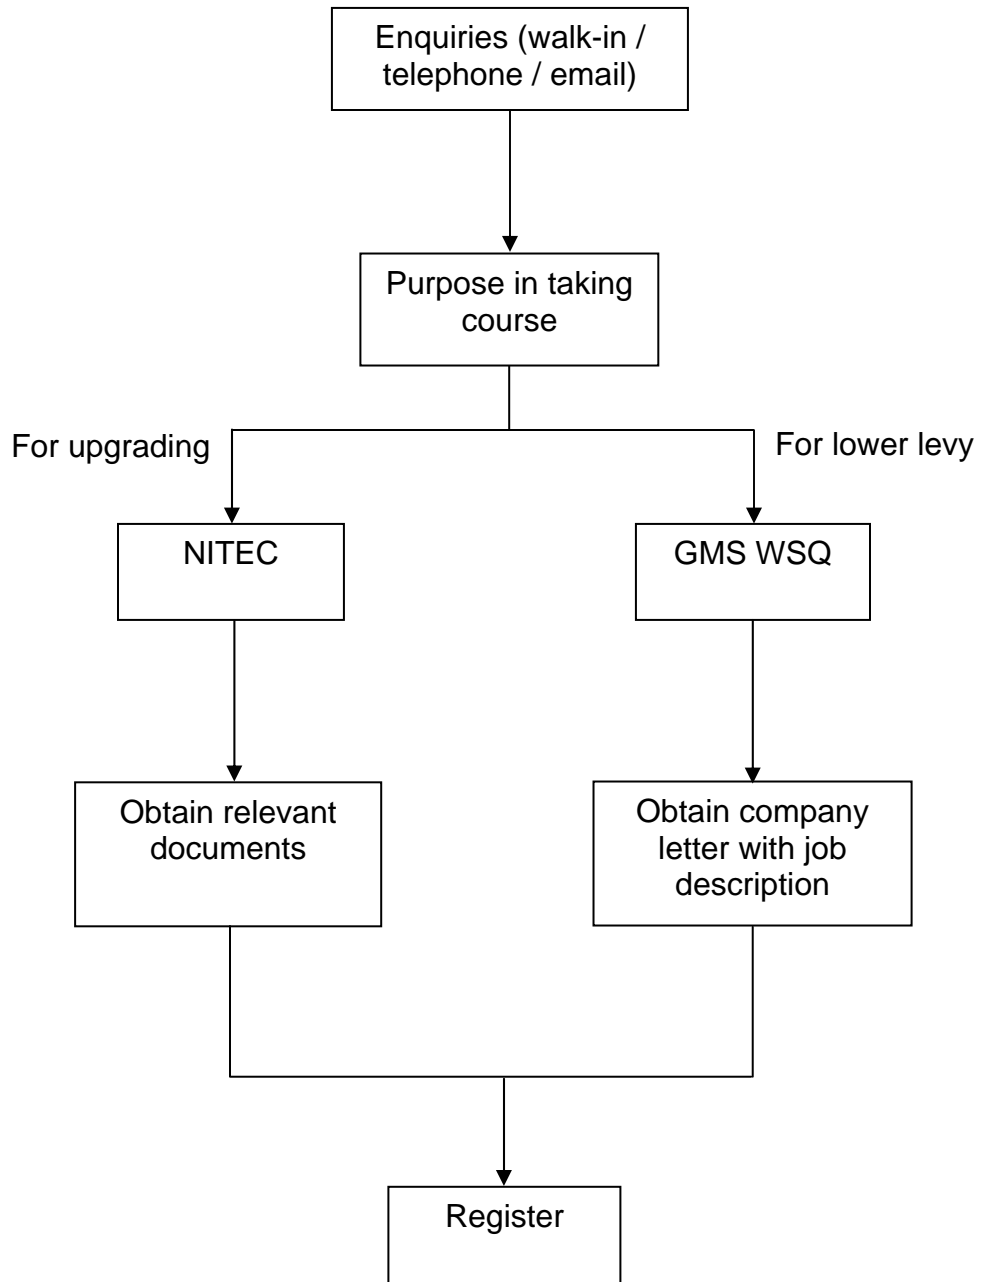 Enquiries (walk-in /
telephone / email)
Purpose in taking
course
For upgrading
For lower levy
NITEC
GMS WSQ
Obtain relevant
documents
Obtain company
letter with job
description
Register